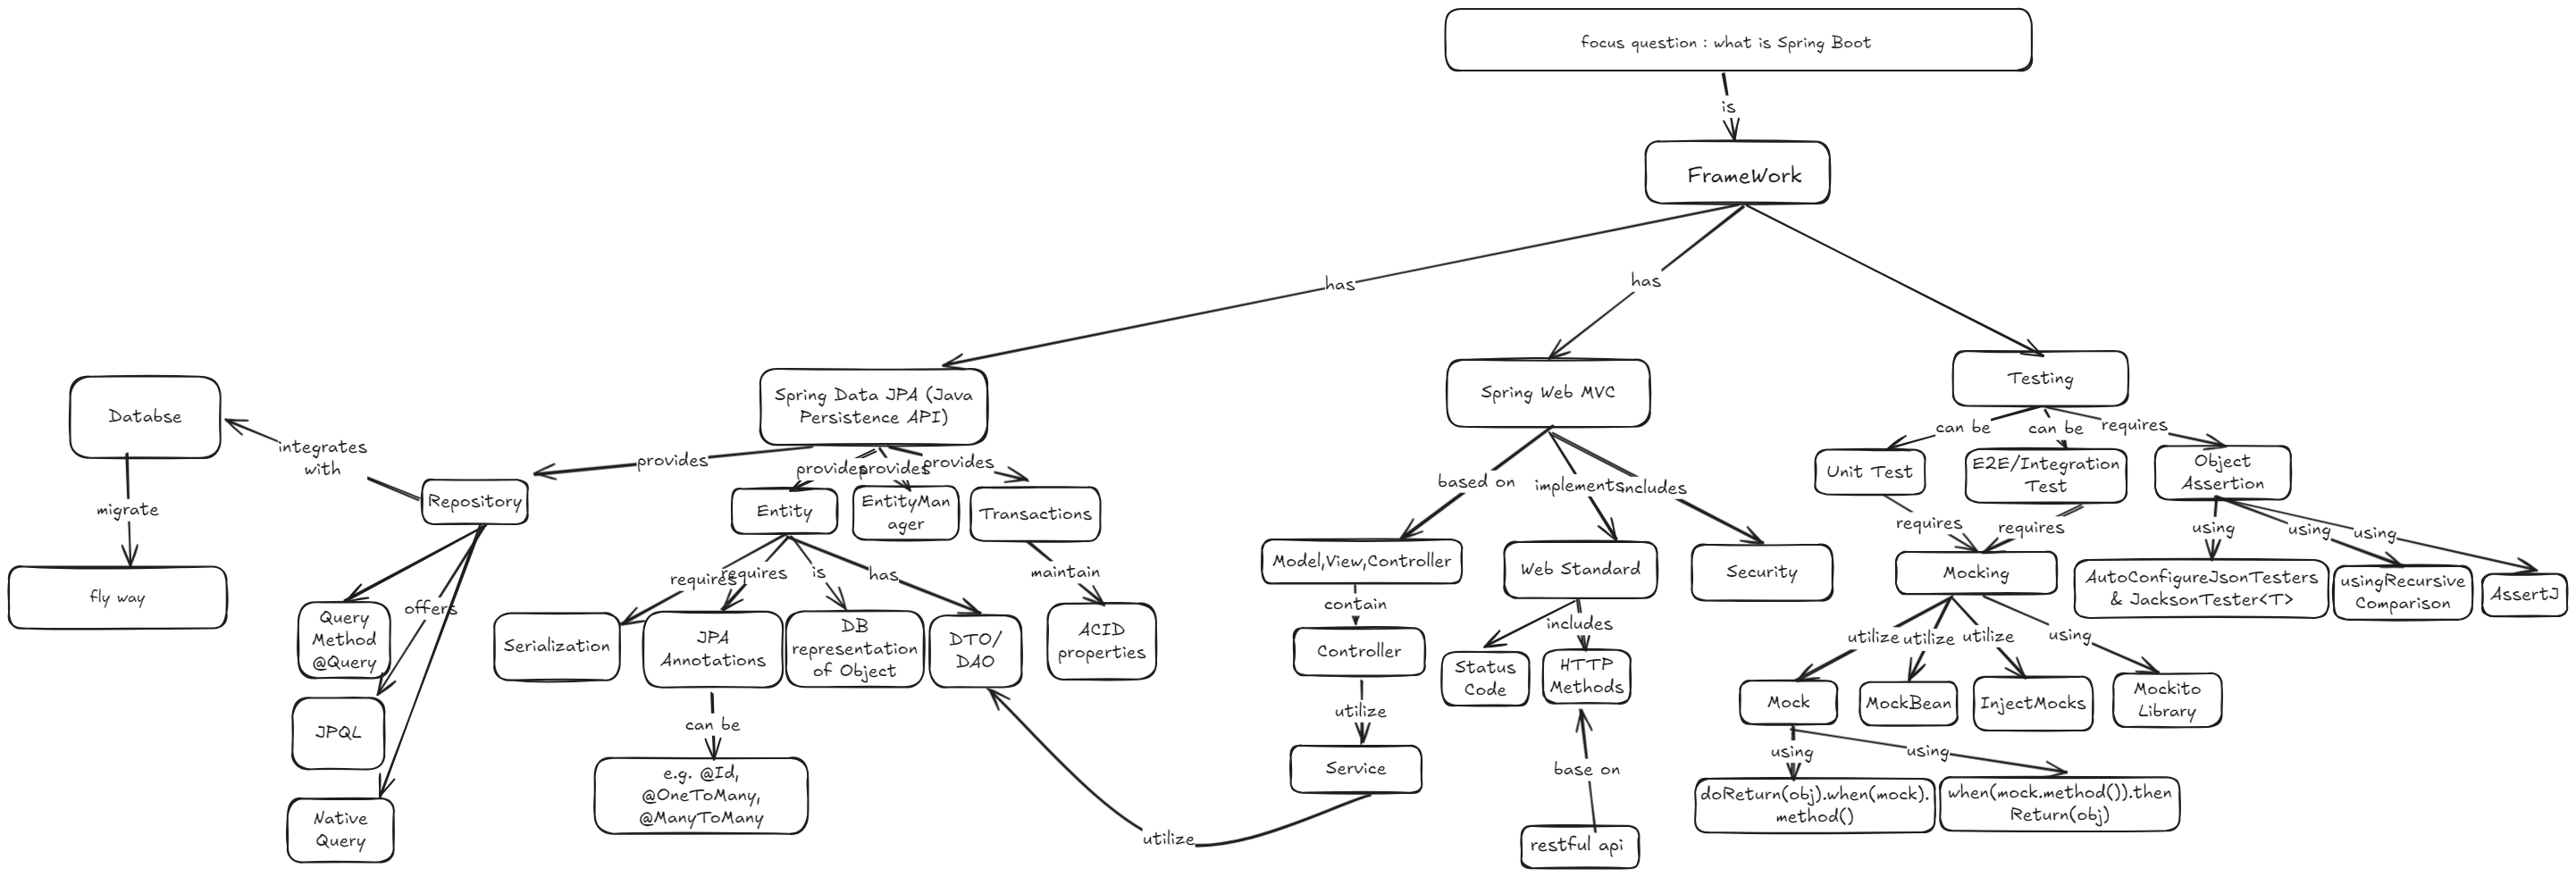 focus question : what is Spring Boot
is
FrameWork
has
has
Spring Data JPA (Java
Persistence API)
Spring Web MVC
Testing
Databse
integrates
with
provides
provides
provides
provides
based on
implements
includes
can be
can be
requires
migrate
Repository
Entity
EntityMan
ager
Transactions
Unit Test
E2E/Integration
Test
Object
Assertion
fly way
offers
requires
requires
is
has
maintain
Model,View,Controller
Web Standard
Security
requires
requires
using
using
using
Query
Method
@Query
Serialization
JPA
Annotations
DB
representation
of Object
DTO/
DAO
ACID
properties
contain
includes
Mocking
AutoConfigureJsonTesters
& JacksonTester<T>
usingRecursive
Comparison
AssertJ
Controller
Status
Code
HTTP
Methods
utilize
utilize
utilize
using
JPQL
can be
utilize
Mock
MockBean
InjectMocks
Mockito
Library
e.g. @Id,
@OneToMany,
@ManyToMany
Service
base on
using
using
Native
Query
utilize
restful api
doReturn(obj).when(mock).
method()
when(mock.method()).then
Return(obj)